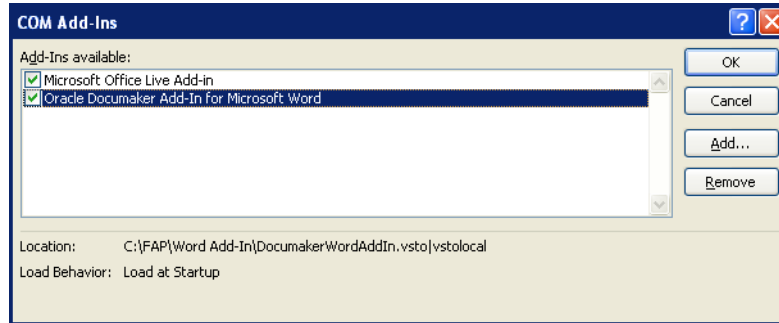 COM Add-Ins
Add-Ins available:
Microsoft Office Live Add-in
Oracle Documaker Add-In for Microsoft Word
OK
Cancel
Add...
Remove
Location: C:\FAP\Word Add-In\DocumakerWordAddIn.vsto|vstolocal
Load Behavior: Load at Startup